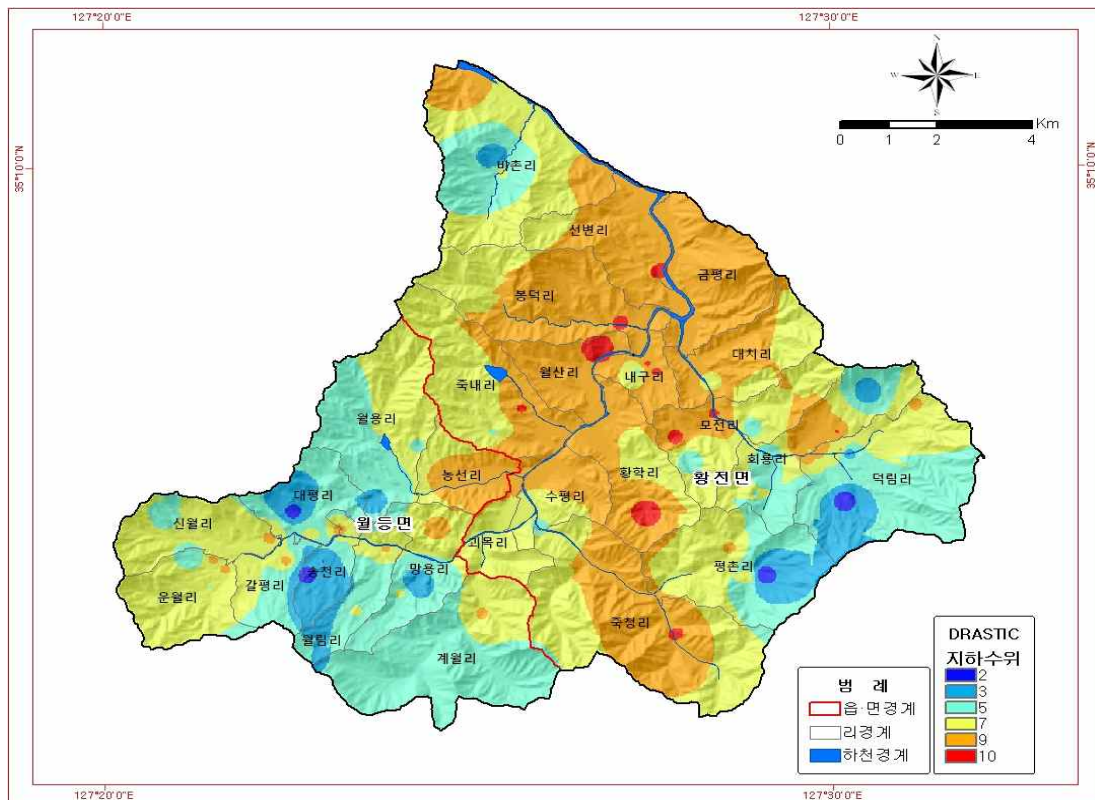 127°20'0"E
127°30'0"E
N
W
E
S
Km
0 1 2 4
35°10'0"N
35°10'0"N
비촌리
선변리
금평리
봉덕리
대치리
월산리
내구리
죽내리
월용리
모전리
회용리
농선리
황학리
황전면
덕림리
대평리
수평리
신월리
월등면
괴목리
송천리
망용리
평촌리
갈평리
운월리
죽청리
월림리
계월리
DRASTIC
지하수위
2
3
5
7
9
10
범 례
읍·면경계
리경계
하천경계
127°20'0"E
127°30'0"E